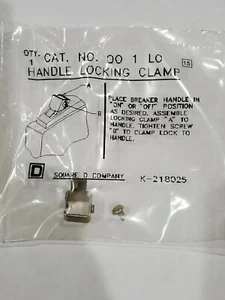 QTY.
1
CAT. NO. QO 1 LO
13
HANDLE LOCKING CLAMP
A
B
PLACE BREAKER HANDLE IN
"ON" OR "OFF" POSITION
AS DESIRED. ASSEMBLE
LOCKING CLAMP "A" TO
HANDLE. TIGHTEN SCREW
"B" TO CLAMP LOCK TO
HANDLE.
SQUARE D COMPANY
K-218025